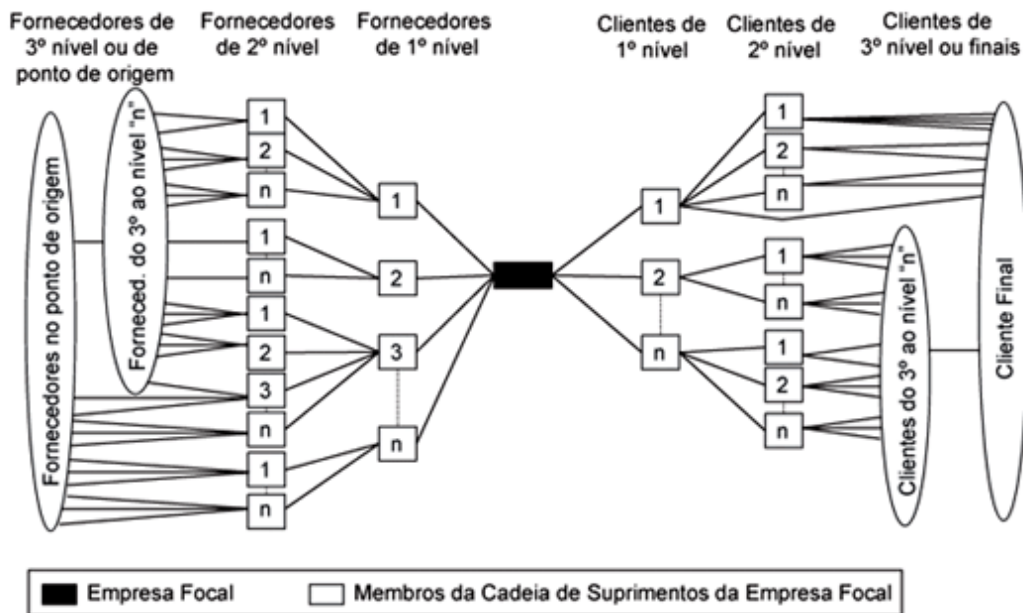 Fornecedores de
3º nível ou de
ponto de origem
Fornecedores
de 2º nível
Fornecedores
de 1º nível
Clientes de
1º nível
Clientes de
2º nível
Clientes de
3º nível ou finais
Fornecedores no ponto de origem
Forneced. do 3º ao nível "n"
1
2
n
1
n
1
2
3
n
1
n
1
2
3
n
1
2
n
1
2
n
1
n
1
2
n
Clientes do 3º ao nível "n"
Cliente Final
Empresa Focal
Membros da Cadeia de Suprimentos da Empresa Focal